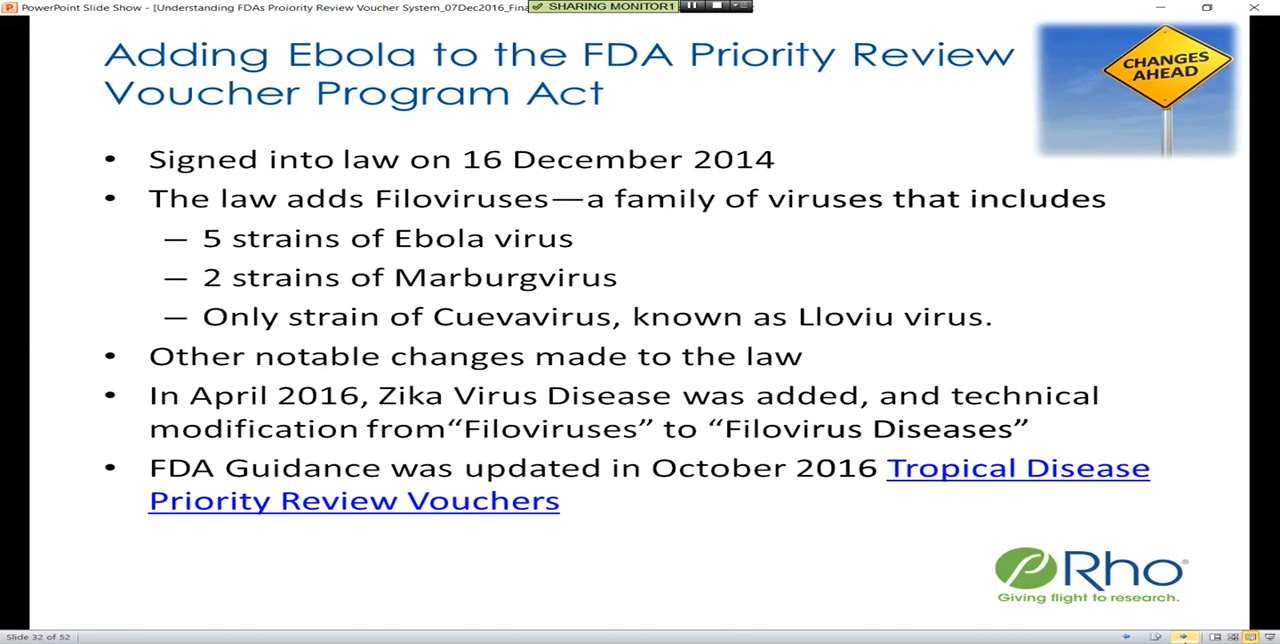 PowerPoint Slide Show - [Understanding FDAs Proiority Review Voucher System_07Dec2016_Fina
SHARING MONITOR1
Adding Ebola to the FDA Priority Review
Voucher Program Act
CHANGES
AHEAD
• Signed into law on 16 December 2014
• The law adds Filoviruses—a family of viruses that includes
– 5 strains of Ebola virus
– 2 strains of Marburgvirus
– Only strain of Cuevavirus, known as Lloviu virus.
• Other notable changes made to the law
• In April 2016, Zika Virus Disease was added, and technical
modification from“Filoviruses” to “Filovirus Diseases”
• FDA Guidance was updated in October 2016 Tropical Disease
Priority Review Vouchers
Rho®
Giving flight to research.
Slide 32 of 52